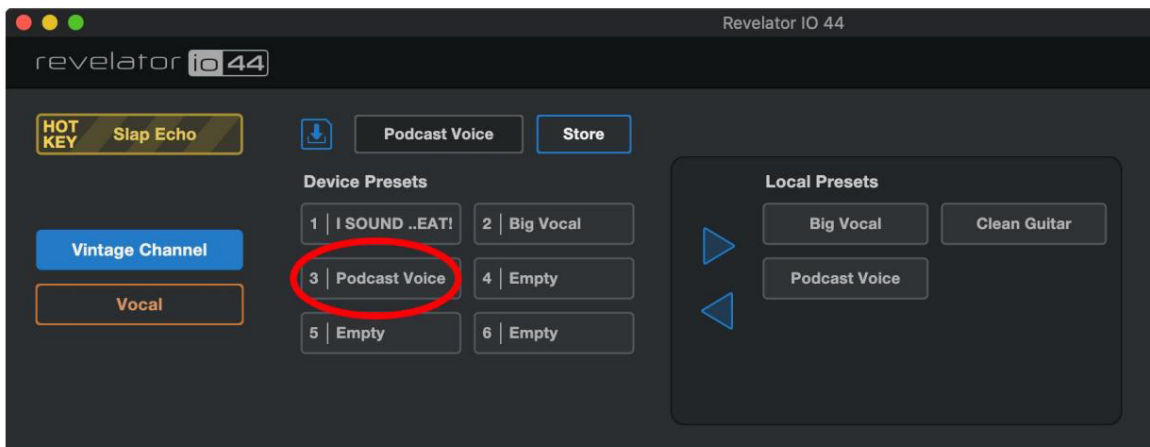 Revelator IO 44
revelator io 44
HOT KEY Slap Echo
Podcast Voice
Store
Device Presets
1 | I SOUND ..EAT!
2 | Big Vocal
3 | Podcast Voice
4 | Empty
5 | Empty
6 | Empty
Vintage Channel
Vocal
Local Presets
Big Vocal
Clean Guitar
Podcast Voice